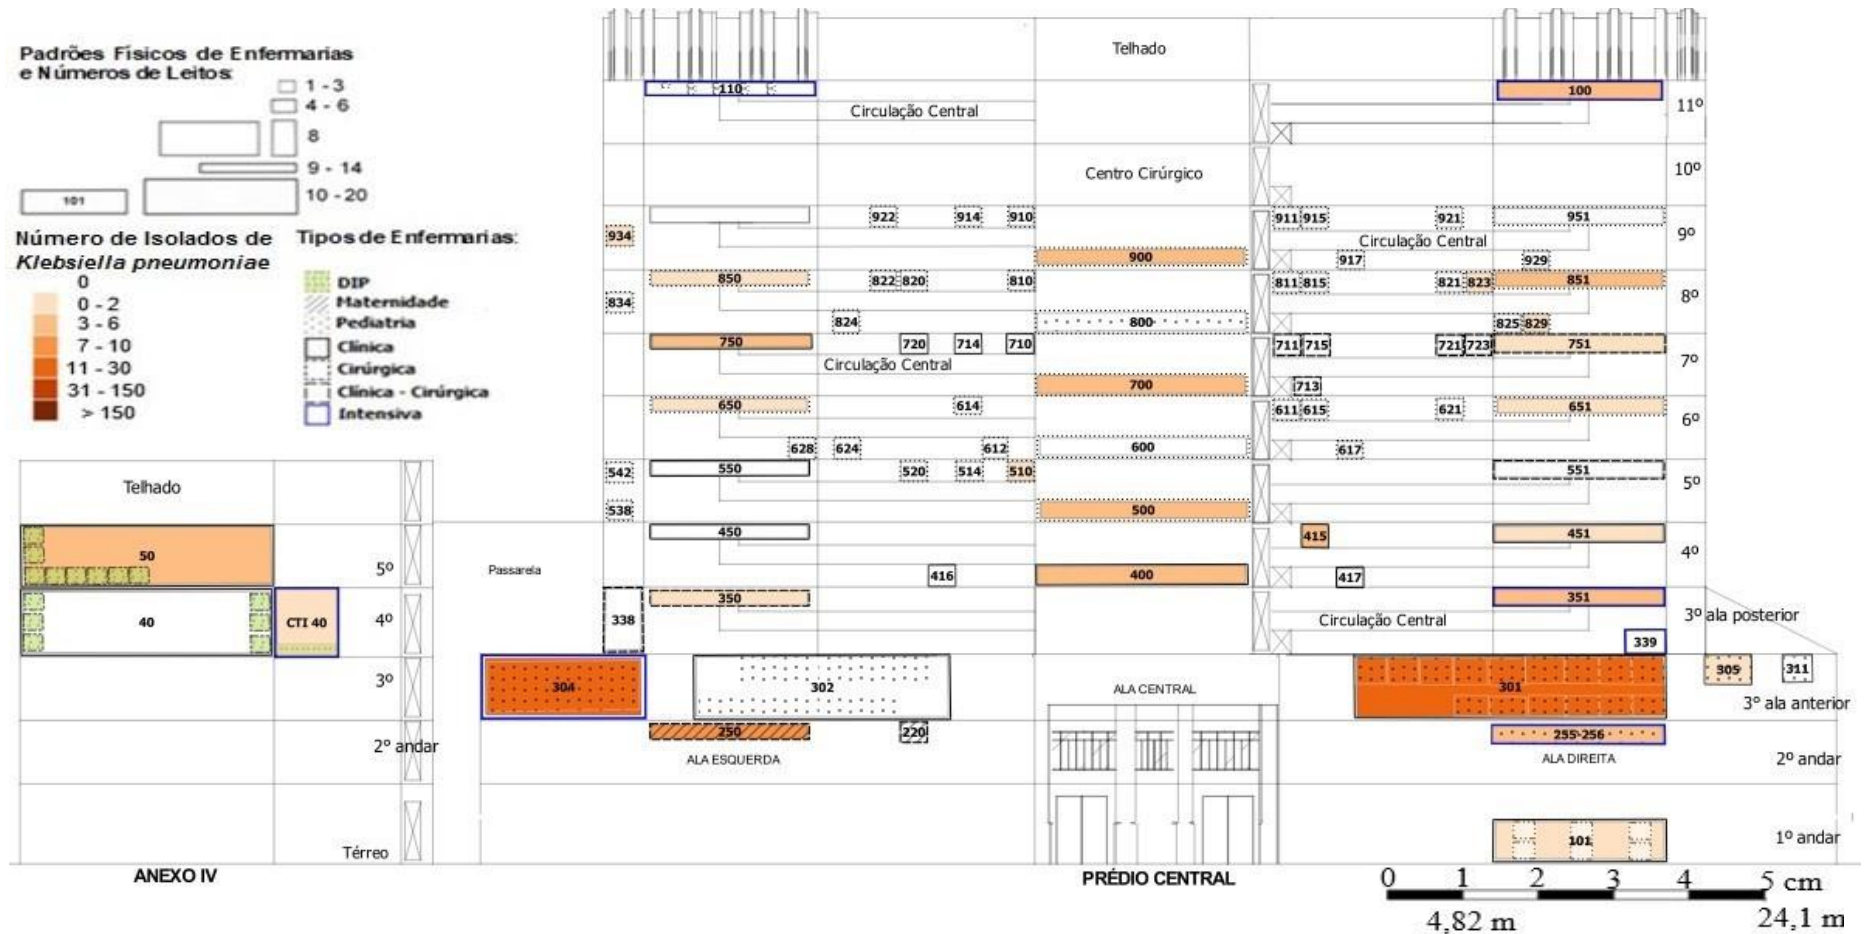 Padrões Físicos de Enfermarias
e Números de Leitos:
1 - 3
4 - 6
8
9 - 14
101
10 - 20
Número de Isolados de
Klebsiella pneumoniae
0
0 - 2
3 - 6
7 - 10
11 - 30
31 - 150
> 150
Tipos de Enfermarias:
DIP
Maternidade
Pediatria
Clínica
Cirúrgica
Clínica - Cirúrgica
Intensiva
Telhado
110 100
Circulação Central 11º
Centro Cirúrgico 10º
922 914 910 911 915 921 951
934 Circulação Central 9º
900 917 929
850 822 820 810 811 815 821 823 851
834 8º
824 800 825 829
750 720 714 710 711 715 721 723 751
Circulação Central 7º
700 713
650 614 611 615 621 651
6º
628 624 612 600 617
542 550 520 514 510 551
5º
538 500
450 415 451
4º
416 400 417
350 351
338 Circulação Central 3º ala posterior
339
304 302 ALA CENTRAL 301 305 311
3º ala anterior
250 220 255-256
ALA ESQUERDA ALA DIREITA 2º andar
101 1º andar
Telhado
50 5º
Passarela
40 CTI 40 4º
3º
2º andar
Térreo
ANEXO IV PRÉDIO CENTRAL
0 1 2 3 4 5 cm
4,82 m 24,1 m